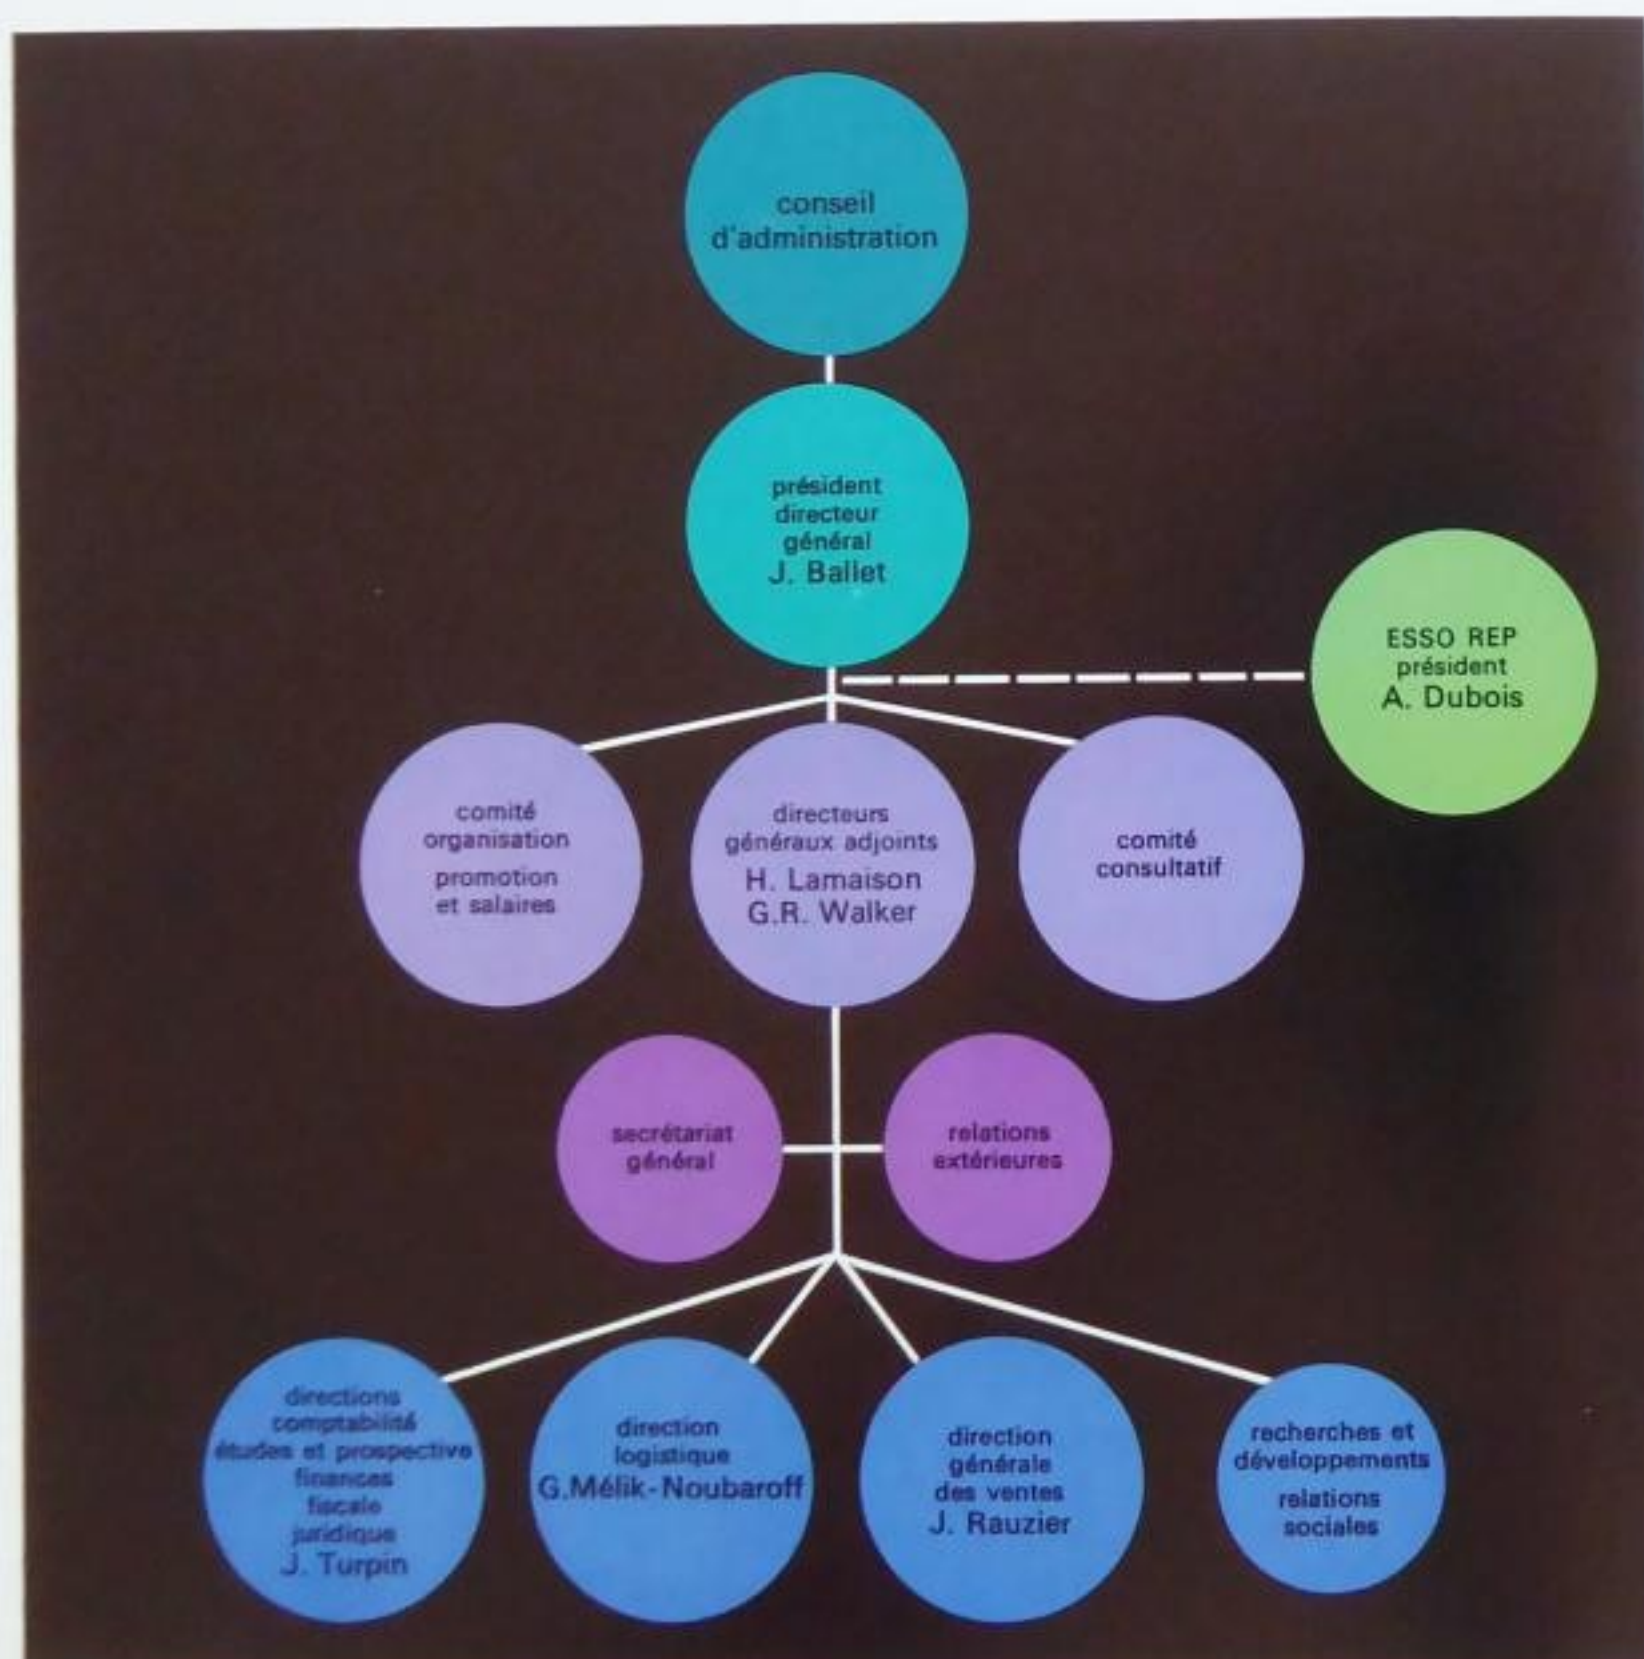 conseil
d'administration
président
directeur
général
J. Ballet
ESSO REP
président
A. Dubois
comité
organisation
promotion
et salaires
directeurs
généraux adjoints
H. Lamaison
G.R. Walker
comité
consultatif
secrétariat
général
relations
extérieures
directions
comptabilité
études et prospective
finances
fiscale
juridique
J. Turpin
direction
logistique
G.Mélik-Noubaroff
direction
générale
des ventes
J. Rauzier
recherches et
développements
relations
sociales